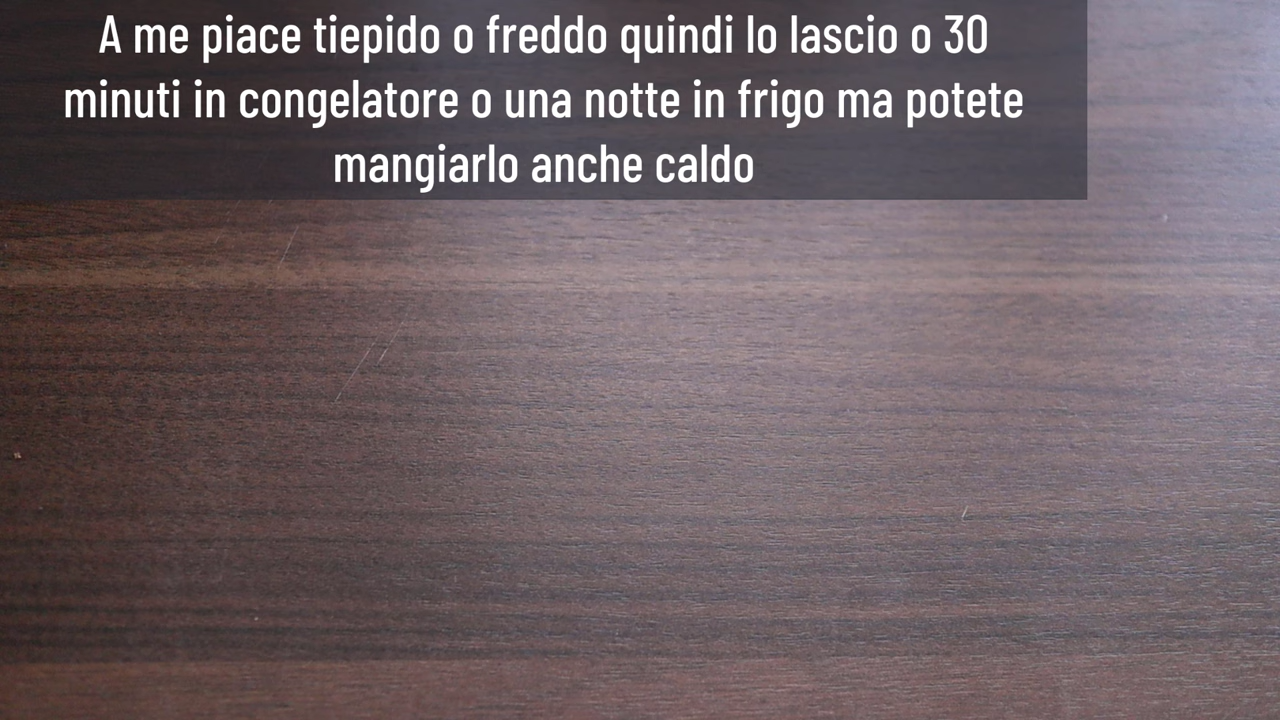 A me piace tiepido o freddo quindi lo lascio o 30
minuti in congelatore o una notte in frigo ma potete
mangiarlo anche caldo